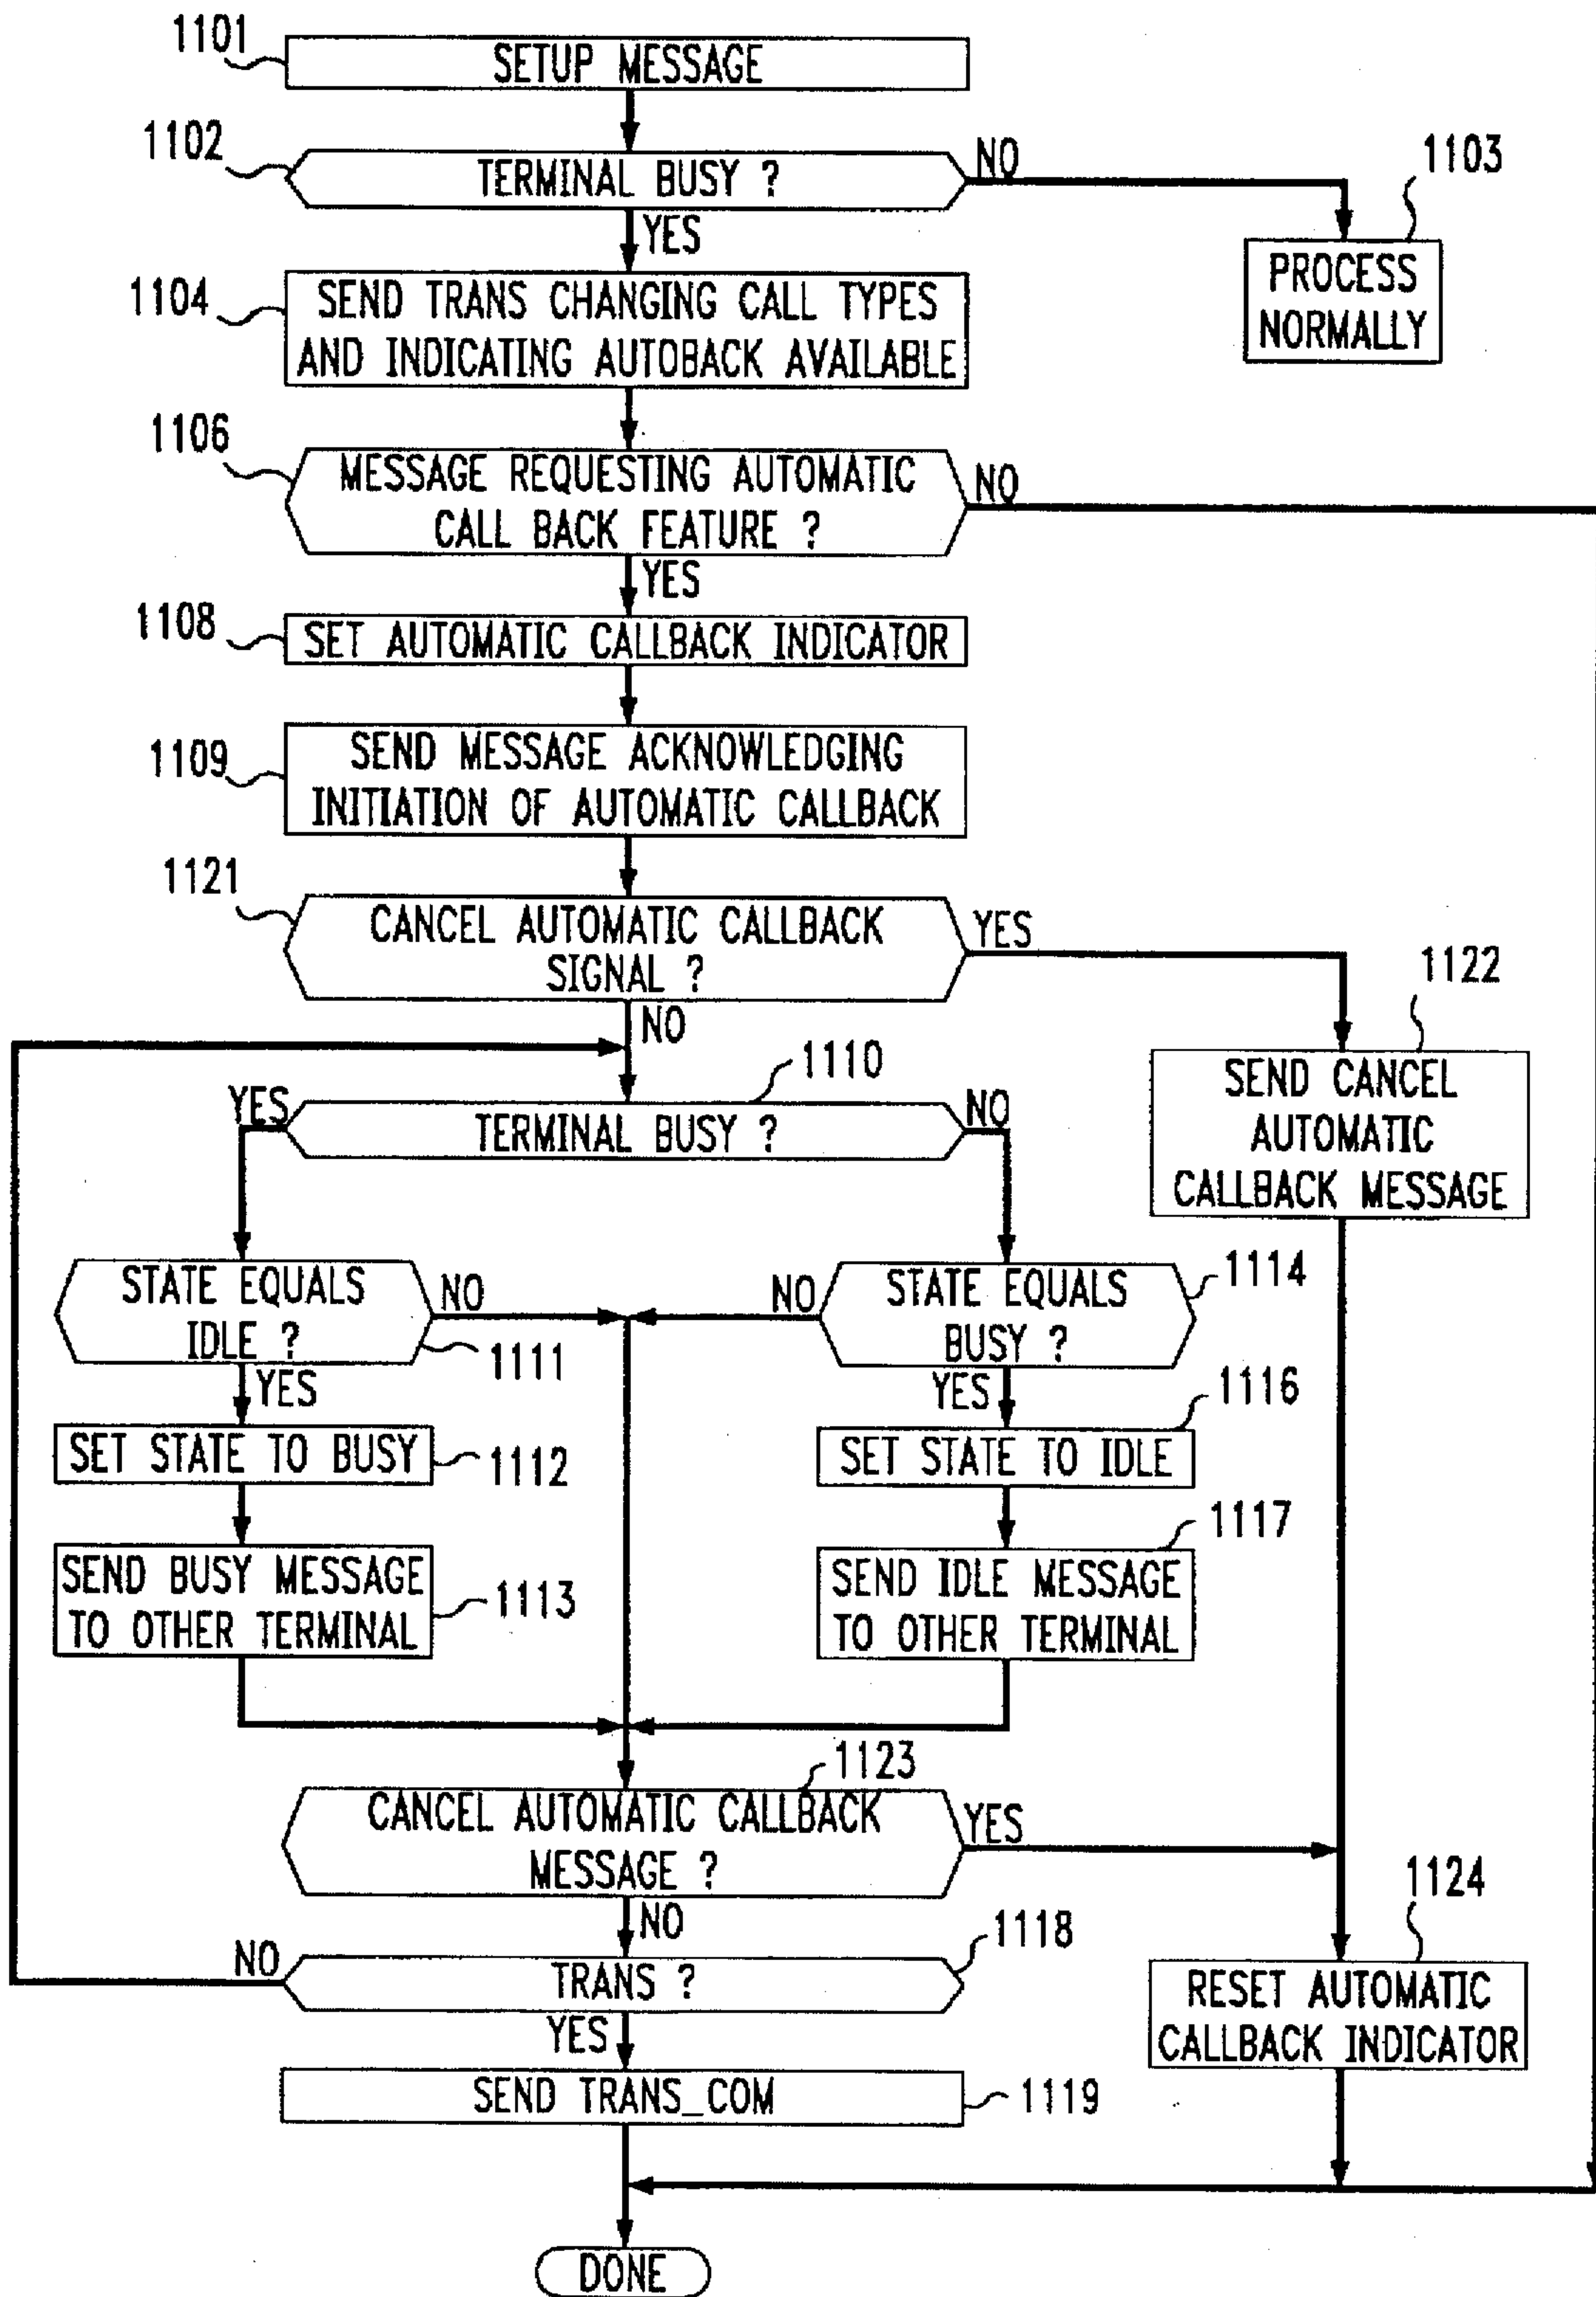 1101
SETUP MESSAGE
1102
TERMINAL BUSY ?
NO
1103
YES
PROCESS
NORMALLY
1104
SEND TRANS CHANGING CALL TYPES
AND INDICATING AUTOBACK AVAILABLE
1106
MESSAGE REQUESTING AUTOMATIC
CALL BACK FEATURE ?
NO
YES
1108
SET AUTOMATIC CALLBACK INDICATOR
1109
SEND MESSAGE ACKNOWLEDGING
INITIATION OF AUTOMATIC CALLBACK
1121
CANCEL AUTOMATIC CALLBACK
SIGNAL ?
YES
1122
NO
SEND CANCEL
AUTOMATIC
CALLBACK MESSAGE
1110
YES
TERMINAL BUSY ?
NO
STATE EQUALS
IDLE ?
NO
1111
YES
NO
STATE EQUALS
BUSY ?
1114
YES
1116
SET STATE TO BUSY
1112
SET STATE TO IDLE
1117
SEND BUSY MESSAGE
TO OTHER TERMINAL
1113
SEND IDLE MESSAGE
TO OTHER TERMINAL
1123
CANCEL AUTOMATIC CALLBACK
MESSAGE ?
YES
1124
NO
1118
NO
TRANS ?
YES
RESET AUTOMATIC
CALLBACK INDICATOR
SEND TRANS_COM
1119
DONE